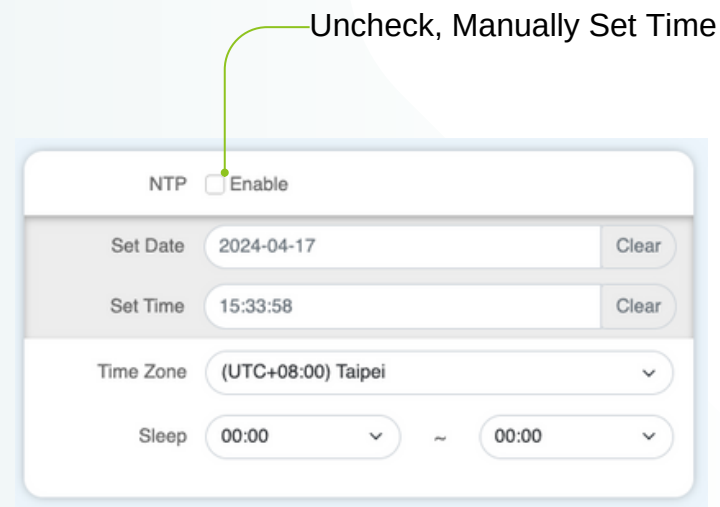 Uncheck, Manually Set Time
NTP Enable
Set Date 2024-04-17 Clear
Set Time 15:33:58 Clear
Time Zone (UTC+08:00) Taipei
Sleep 00:00 ~ 00:00